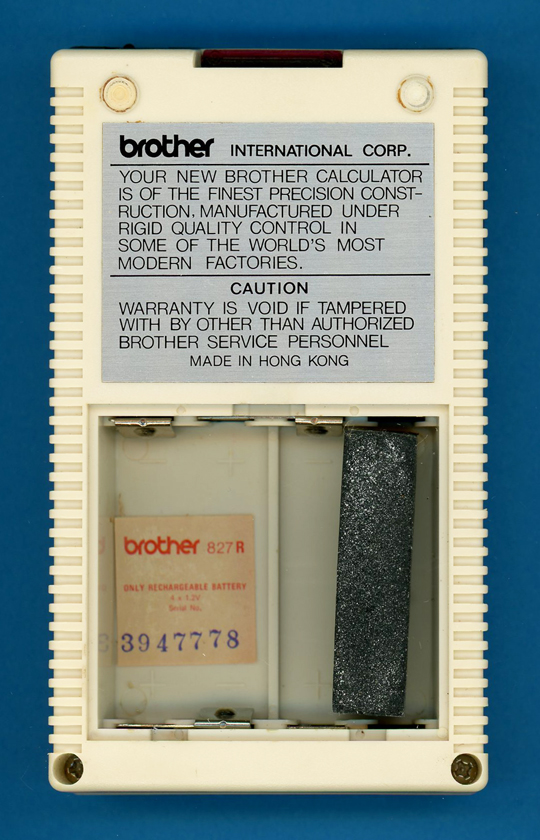 brother INTERNATIONAL CORP.
YOUR NEW BROTHER CALCULATOR
IS OF THE FINEST PRECISION CONST-
RUCTION, MANUFACTURED UNDER
RIGID QUALITY CONTROL IN
SOME OF THE WORLD'S MOST
MODERN FACTORIES.
CAUTION
WARRANTY IS VOID IF TAMPERED
WITH BY OTHER THAN AUTHORIZED
BROTHER SERVICE PERSONNEL
MADE IN HONG KONG
brother 827R
ONLY RECHARGEABLE BATTERY
4 x 1.2V
Serial No.
3947778